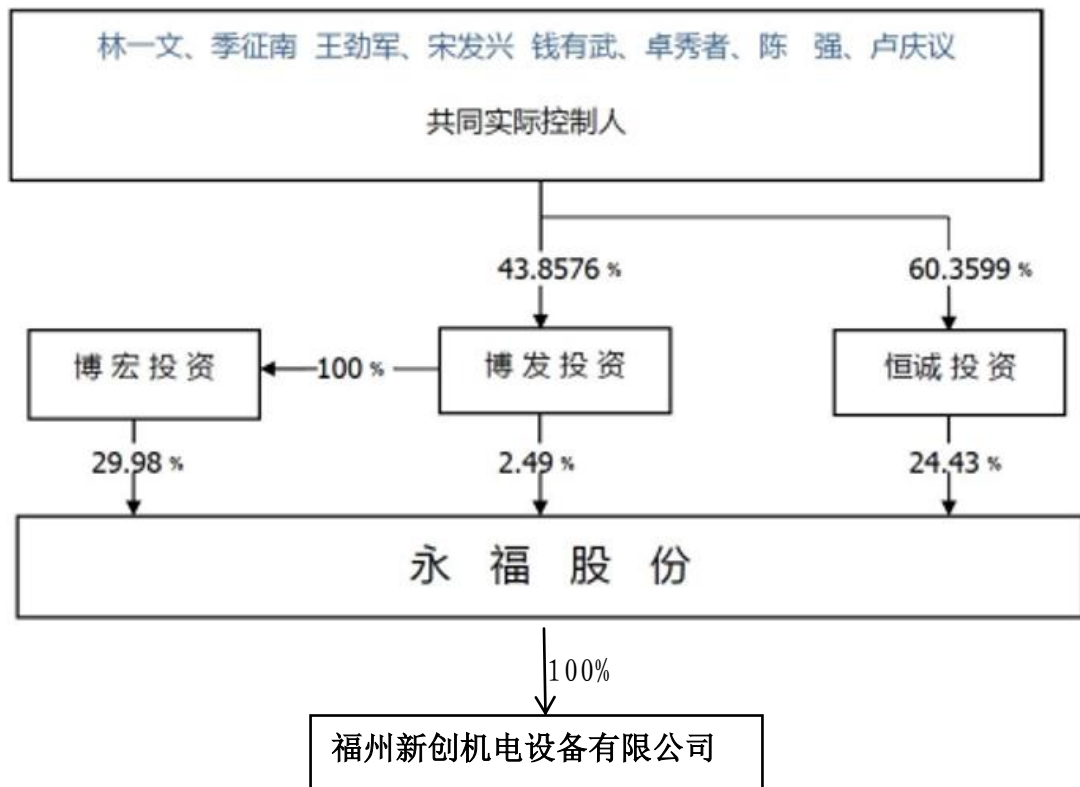 林一文、季征南 王劲军、宋发兴 钱有武、卓秀者、陈 强、卢庆议
共同实际控制人
43.8576 %
60.3599 %
博宏投资
100 %
博发投资
恒诚投资
29.98 %
2.49 %
24.43 %
永福股份
100%
福州新创机电设备有限公司